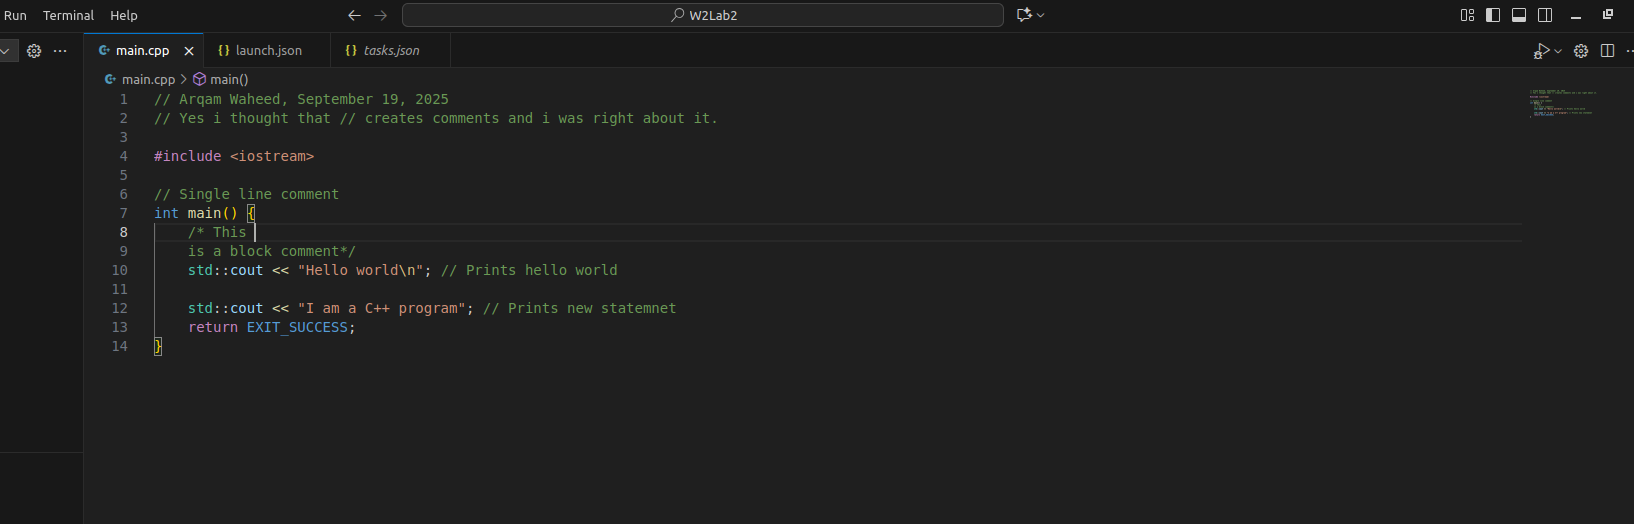 Run Terminal Help W2Lab2
main.cpp launch.json tasks.json
main.cpp > main()
1 // Arqam Waheed, September 19, 2025
2 // Yes i thought that // creates comments and i was right about it.
3
4 #include <iostream>
5
6 // Single line comment
7 int main() {
8 /* This
9 is a block comment*/
10 std::cout << "Hello world\n"; // Prints hello world
11
12 std::cout << "I am a C++ program"; // Prints new statemnet
13 return EXIT_SUCCESS;
14 }